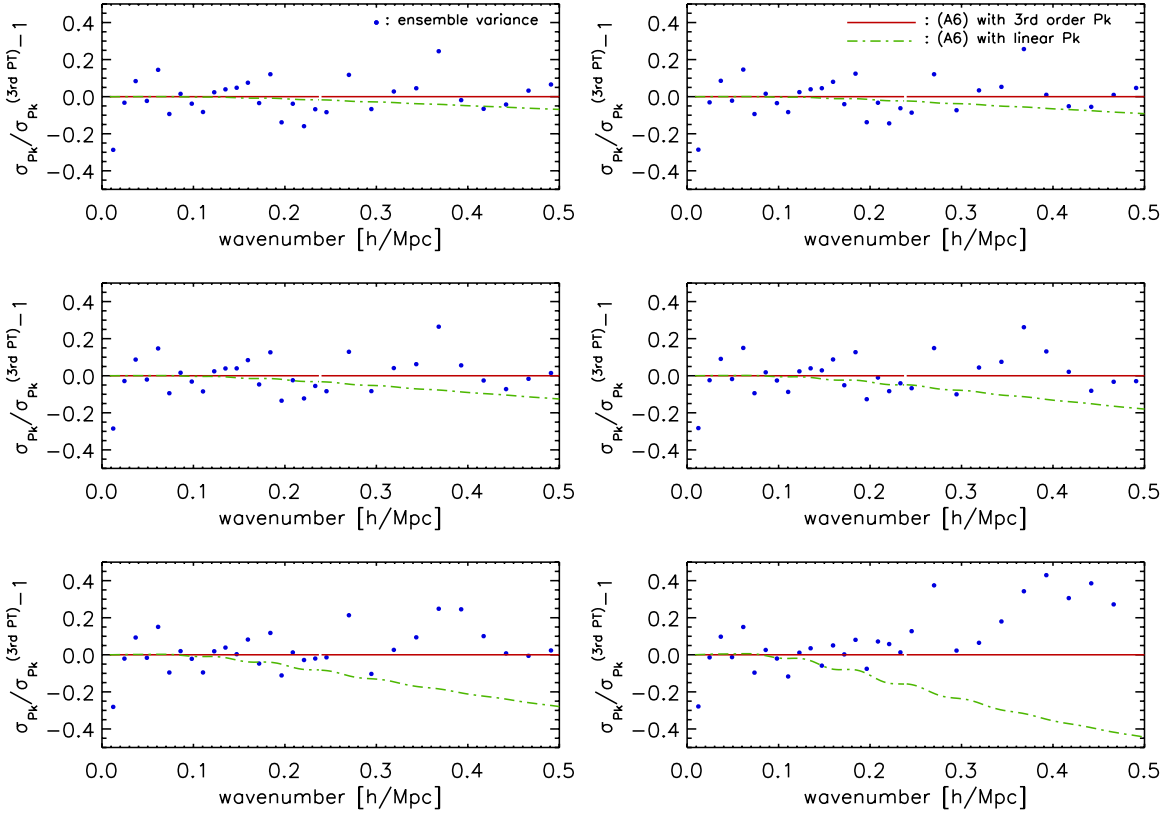 ● : ensemble variance
: (A6) with 3rd order Pk
: (A6) with linear Pk
σPk/σPk(3rd PT)−1
0.4
0.2
0.0
−0.2
−0.4
0.0 0.1 0.2 0.3 0.4 0.5
wavenumber [h/Mpc]
σPk/σPk(3rd PT)−1
0.4
0.2
0.0
−0.2
−0.4
0.0 0.1 0.2 0.3 0.4 0.5
wavenumber [h/Mpc]
σPk/σPk(3rd PT)−1
0.4
0.2
0.0
−0.2
−0.4
0.0 0.1 0.2 0.3 0.4 0.5
wavenumber [h/Mpc]
σPk/σPk(3rd PT)−1
0.4
0.2
0.0
−0.2
−0.4
0.0 0.1 0.2 0.3 0.4 0.5
wavenumber [h/Mpc]
σPk/σPk(3rd PT)−1
0.4
0.2
0.0
−0.2
−0.4
0.0 0.1 0.2 0.3 0.4 0.5
wavenumber [h/Mpc]
σPk/σPk(3rd PT)−1
0.4
0.2
0.0
−0.2
−0.4
0.0 0.1 0.2 0.3 0.4 0.5
wavenumber [h/Mpc]